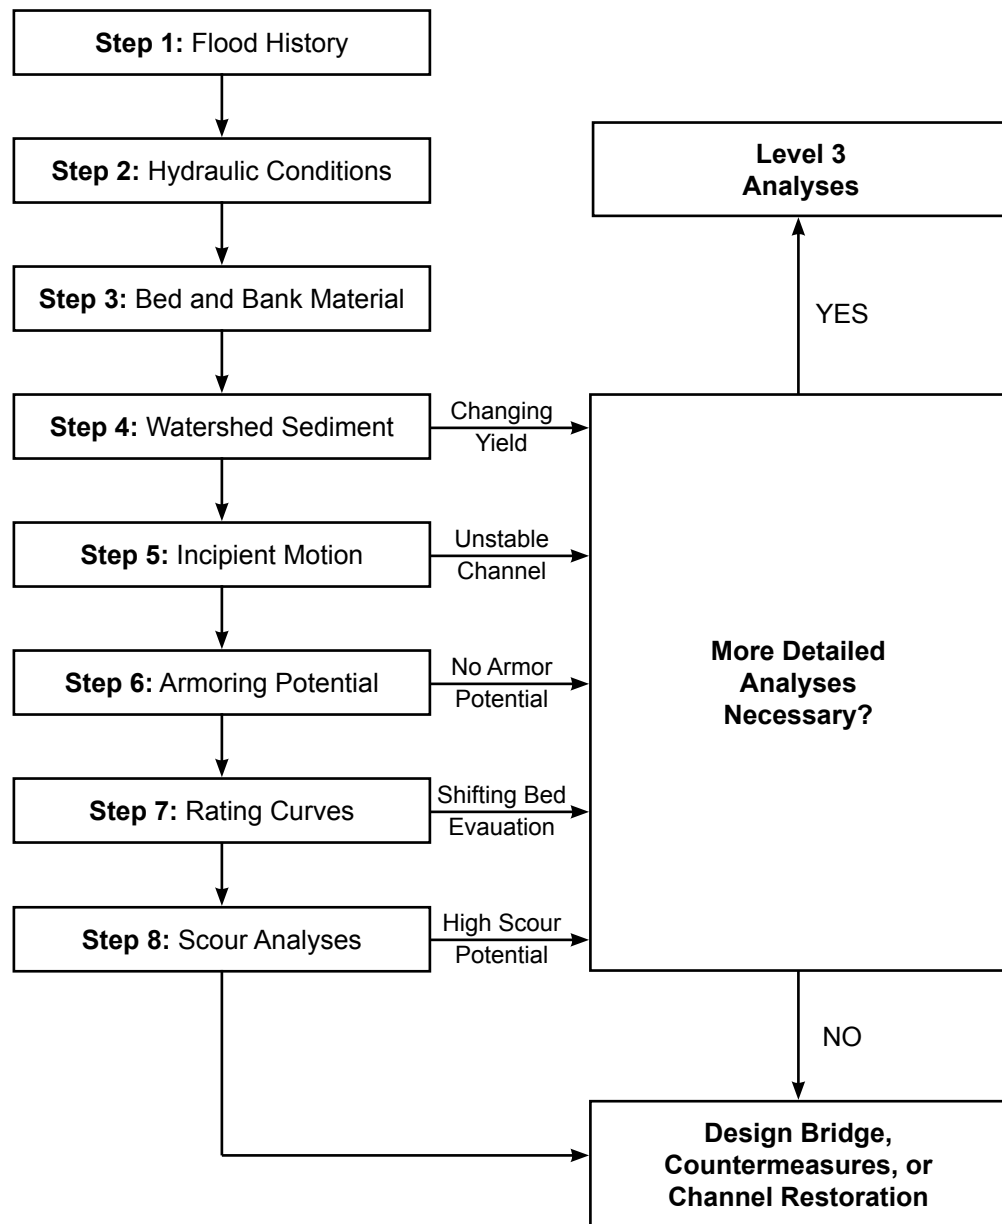 Step 1: Flood History
Step 2: Hydraulic Conditions
Level 3
Analyses
Step 3: Bed and Bank Material
YES
Step 4: Watershed Sediment
Changing
Yield
Step 5: Incipient Motion
Unstable
Channel
Step 6: Armoring Potential
No Armor
Potential
More Detailed
Analyses
Necessary?
Step 7: Rating Curves
Shifting Bed
Evauation
Step 8: Scour Analyses
High Scour
Potential
NO
Design Bridge,
Countermeasures, or
Channel Restoration